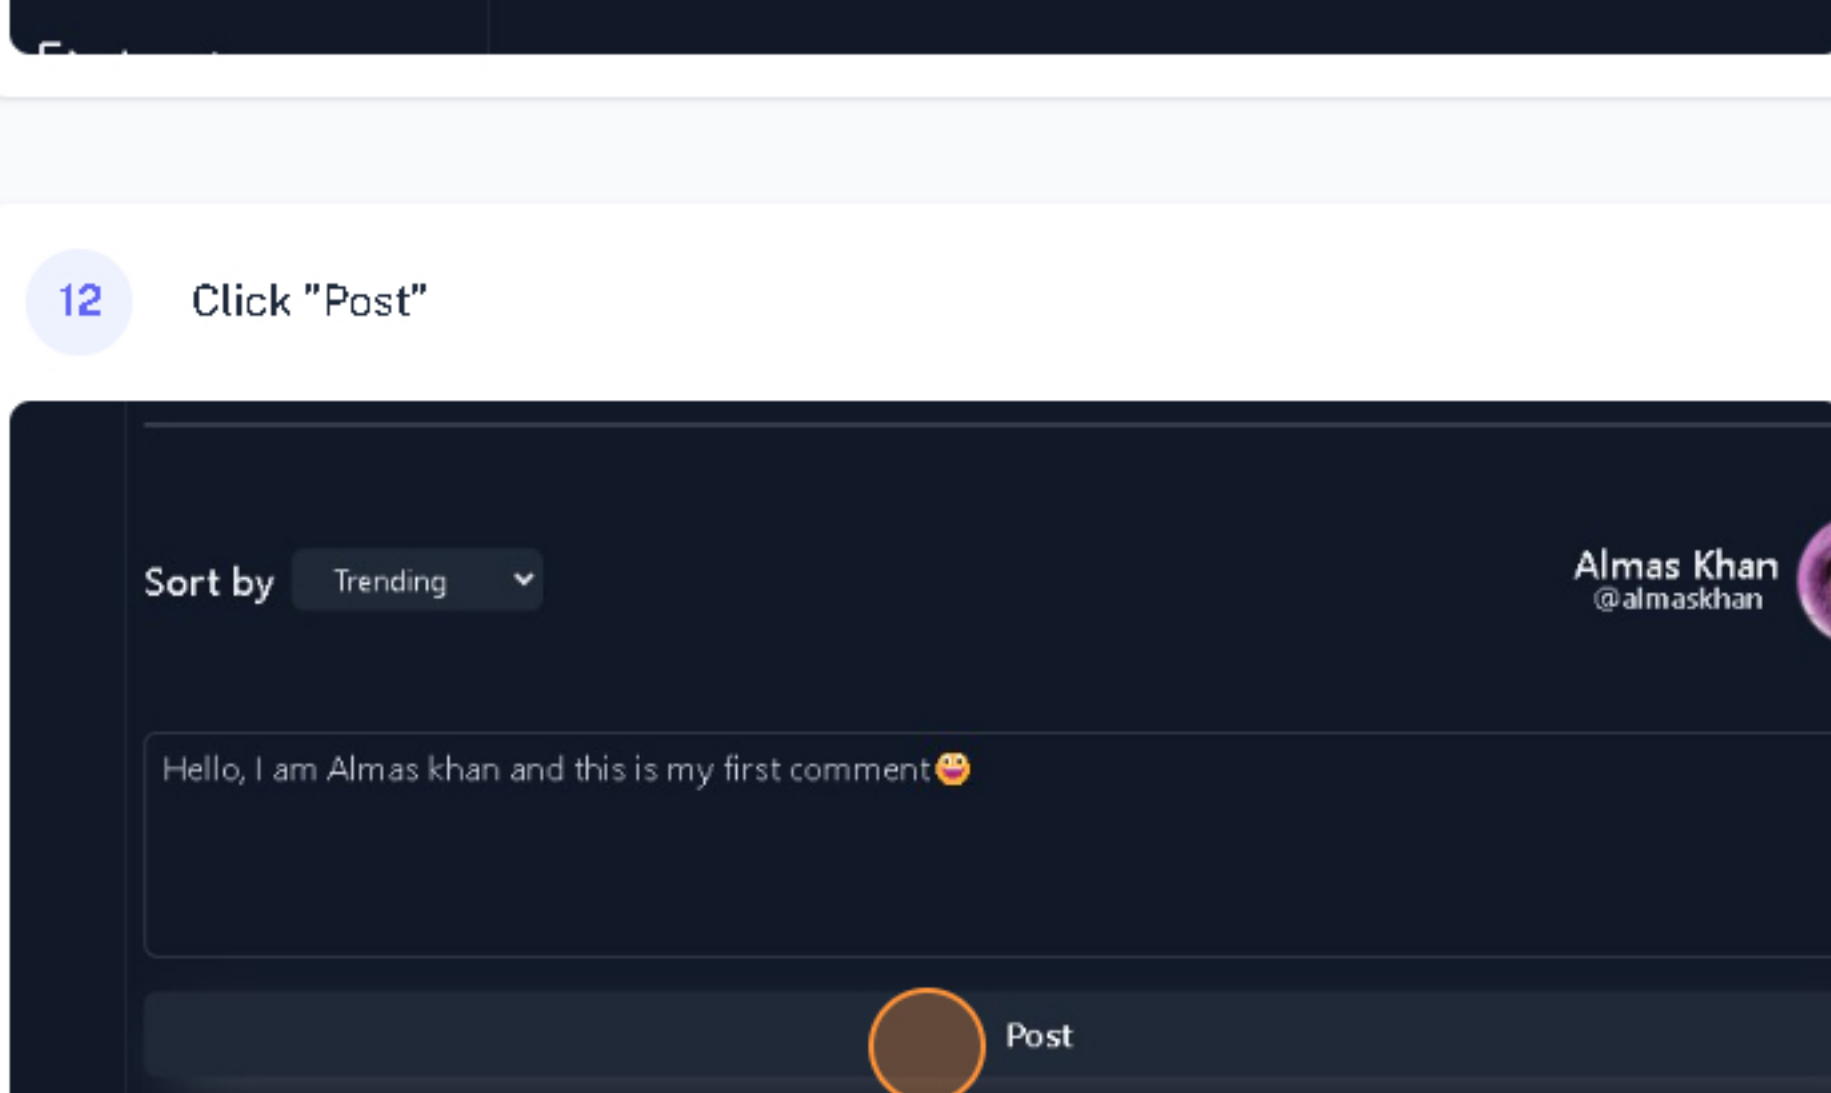 12
Click "Post"
Sort by Trending
Almas Khan
@almaskhan
Hello, I am Almas khan and this is my first comment😀
Post